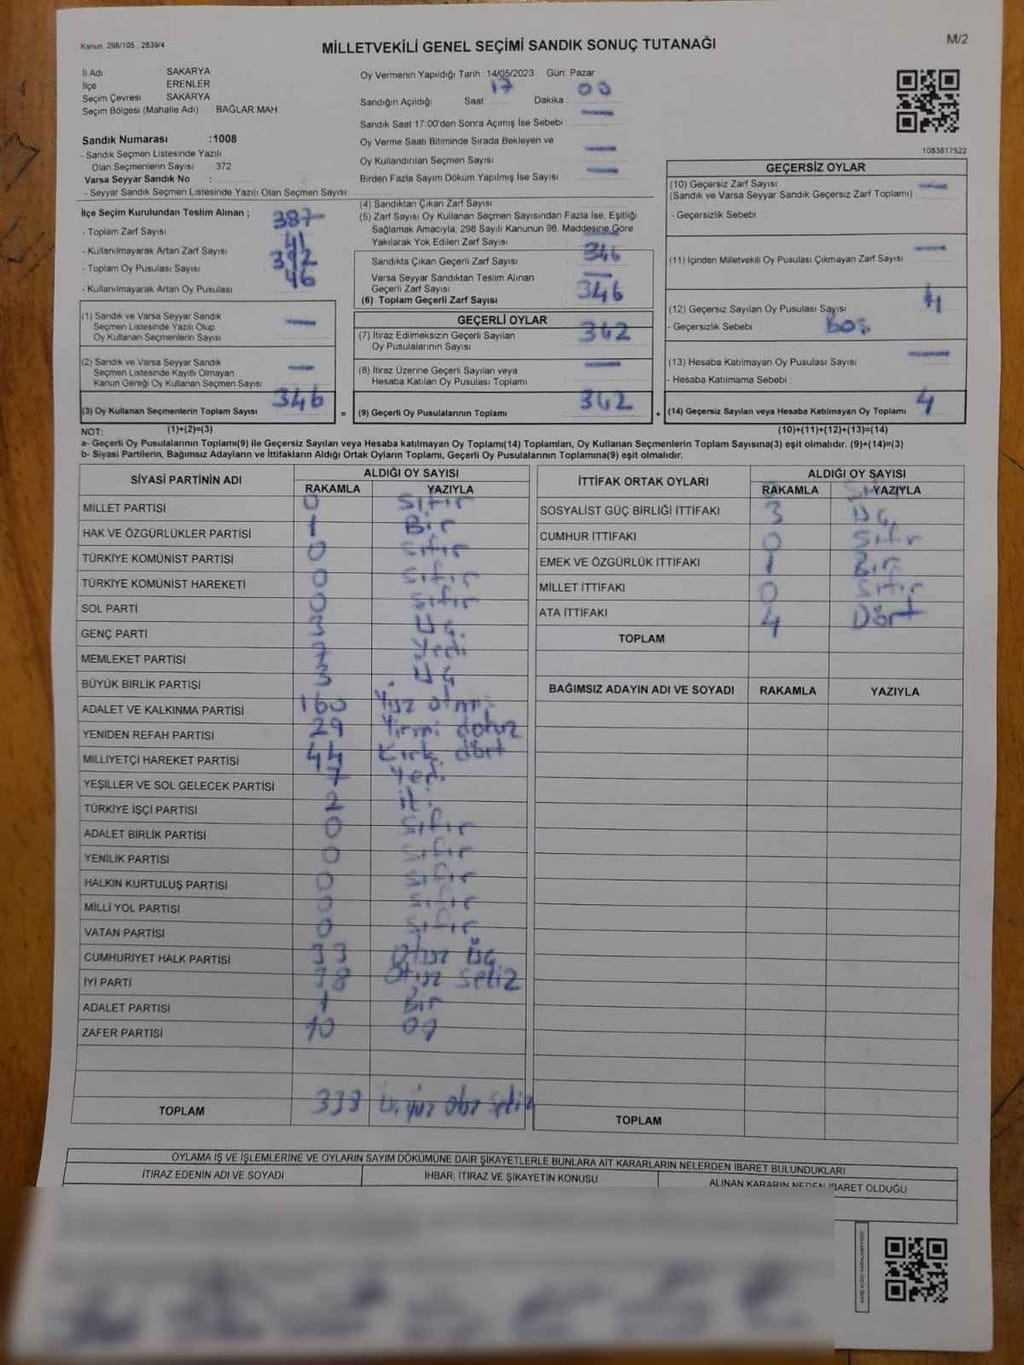 Kanun 298/105, 2839/4
MİLLETVEKİLİ GENEL SEÇİMİ SANDIK SONUÇ TUTANAĞI
M/2
İl Adı SAKARYA
İlçe ERENLER
Seçim Çevresi SAKARYA
Seçim Bölgesi (Mahalle Adı) BAĞLAR MAH
Sandık Numarası :1008
- Sandık Seçmen Listesinde Yazılı
Olan Seçmenlerin Sayısı 372
Varsa Seyyar Sandık No :
- Seyyar Sandık Seçmen Listesinde Yazılı Olan Seçmen Sayısı
Oy Vermenin Yapıldığı Tarih :14/05/2023 Gün: Pazar
Sandığın Açıldığı Saat 17 Dakika 00
Sandık Saat 17:00'den Sonra Açımış İse Sebebi —
Oy Verme Saati Bitiminde Sırada Bekleyen ve
Oy Kullandırılan Seçmen Sayısı —
Birden Fazla Sayım Döküm Yapılmış İse Sayısı —
1083817522
İlçe Seçim Kurulundan Teslim Alınan ;
- Toplam Zarf Sayısı 387
- Kullanılmayarak Artan Zarf Sayısı 41
- Toplam Oy Pusulası Sayısı 392
- Kullanılmayarak Artan Oy Pusulası 46
(4) Sandıktan Çıkan Zarf Sayısı
(5) Zarf Sayısı Oy Kullanan Seçmen Sayısından Fazla İse, Eşitliği
Sağlamak Amacıyla, 298 Sayılı Kanunun 98. Maddesine Göre
Yakılarak Yok Edilen Zarf Sayısı —
Sandıkta Çıkan Geçerli Zarf Sayısı 346
Varsa Seyyar Sandıktan Teslim Alınan
Geçerli Zarf Sayısı —
(6) Toplam Geçerli Zarf Sayısı 346
GEÇERSİZ OYLAR
(10) Geçersiz Zarf Sayısı —
(Sandık ve Varsa Seyyar Sandık Geçersiz Zarf Toplamı)
- Geçersizlik Sebebi :
(11) İçinden Milletvekili Oy Pusulası Çıkmayan Zarf Sayısı —
(12) Geçersiz Sayılan Oy Pusulası Sayısı 4
- Geçersizlik Sebebi Boş
(13) Hesaba Katılmayan Oy Pusulası Sayısı —
- Hesaba Katılmama Sebebi :
(14) Geçersiz Sayılan veya Hesaba Katılmayan Oy Toplamı 4
(10)+(11)+(12)+(13)=(14)
(1) Sandık ve Varsa Seyyar Sandık
Seçmen Listesinde Yazılı Olup
Oy Kullanan Seçmenlerin Sayısı —
(2) Sandık ve Varsa Seyyar Sandık
Seçmen Listesinde Kayıtlı Olmayan
Kanun Gereği Oy Kullanan Seçmen Sayısı —
(3) Oy Kullanan Seçmenlerin Toplam Sayısı 346 =
GEÇERLİ OYLAR
(7) İtiraz Edilmeksizin Geçerli Sayılan
Oy Pusulalarının Sayısı 342
(8) İtiraz Üzerine Geçerli Sayılan veya
Hesaba Katılan Oy Pusulası Toplamı —
(9) Geçerli Oy Pusulalarının Toplamı 342 +
NOT: (1)+(2)=(3)
a- Geçerli Oy Pusulalarının Toplamı(9) ile Geçersiz Sayılan veya Hesaba katılmayan Oy Toplamı(14) Toplamları, Oy Kullanan Seçmenlerin Toplam Sayısına(3) eşit olmalıdır. (9)+(14)=(3)
b- Siyasi Partilerin, Bağımsız Adayların ve İttifakların Aldığı Ortak Oyların Toplamı, Geçerli Oy Pusulalarının Toplamına(9) eşit olmalıdır.
SİYASİ PARTİNİN ADI ALDIĞI OY SAYISI
RAKAMLA YAZIYLA
MİLLET PARTİSİ 0 Sıfır
HAK VE ÖZGÜRLÜKLER PARTİSİ 1 Bir
TÜRKİYE KOMÜNİST PARTİSİ 0 Sıfır
TÜRKİYE KOMÜNİST HAREKETİ 0 Sıfır
SOL PARTİ 0 Sıfır
GENÇ PARTİ 3 Üç
MEMLEKET PARTİSİ 7 Yedi
BÜYÜK BİRLİK PARTİSİ 3 Üç
ADALET VE KALKINMA PARTİSİ 160 Yüz otmı
YENİDEN REFAH PARTİSİ 29 Yirmi dokuz
MİLLİYETÇİ HAREKET PARTİSİ 44 Kırk dört
YEŞİLLER VE SOL GELECEK PARTİSİ 7 Yedi
TÜRKİYE İŞÇİ PARTİSİ 2 iki
ADALET BİRLİK PARTİSİ 0 Sıfır
YENİLİK PARTİSİ 0 Sıfır
HALKIN KURTULUŞ PARTİSİ 0 Sıfır
MİLLİ YOL PARTİSİ 0 Sıfır
VATAN PARTİSİ 0 Sıfır
CUMHURİYET HALK PARTİSİ 33 Otuz üç
İYİ PARTİ 38 Otuz sekiz
ADALET PARTİSİ 1 Bir
ZAFER PARTİSİ 10 On
TOPLAM 338
İTTİFAK ORTAK OYLARI ALDIĞI OY SAYISI
RAKAMLA YAZIYLA
SOSYALİST GÜÇ BİRLİĞİ İTTİFAKI 3 Üç
CUMHUR İTTİFAKI 0 Sıfır
EMEK VE ÖZGÜRLÜK İTTİFAKI 1 Bir
MİLLET İTTİFAKI 0 Sıfır
ATA İTTİFAKI 4 Dört
TOPLAM
BAĞIMSIZ ADAYIN ADI VE SOYADI RAKAMLA YAZIYLA
TOPLAM
OYLAMA İŞ VE İŞLEMLERİNE VE OYLARIN SAYIM DÖKÜMÜNE DAİR ŞİKAYETLERLE BUNLARA AİT KARARLARIN NELERDEN İBARET BULUNDUKLARI
İTİRAZ EDENİN ADI VE SOYADI İHBAR, İTİRAZ VE ŞİKAYETİN KONUSU ALINAN KARARIN NEDEN İBARET OLDUĞU